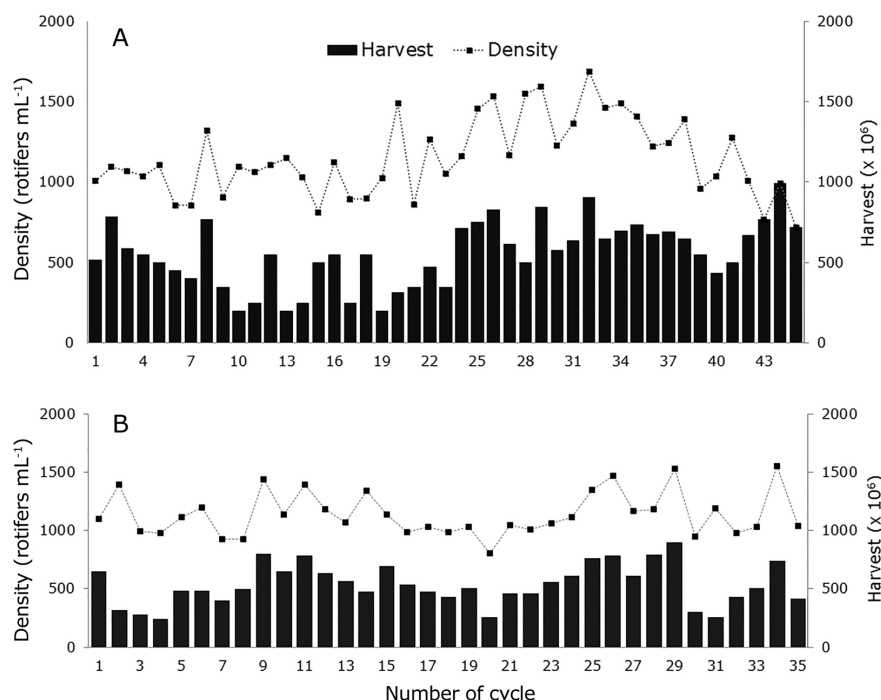 A
Harvest Density
Density (rotifers mL⁻¹)
2000
1500
1000
500
0
2000
1500
1000
500
0
Harvest (x 10⁶)
1 4 7 10 13 16 19 22 25 28 31 34 37 40 43
B
Density (rotifers mL⁻¹)
2000
1500
1000
500
0
2000
1500
1000
500
0
Harvest (x 10⁶)
1 3 5 7 9 11 13 15 17 19 21 23 25 27 29 31 33 35
Number of cycle